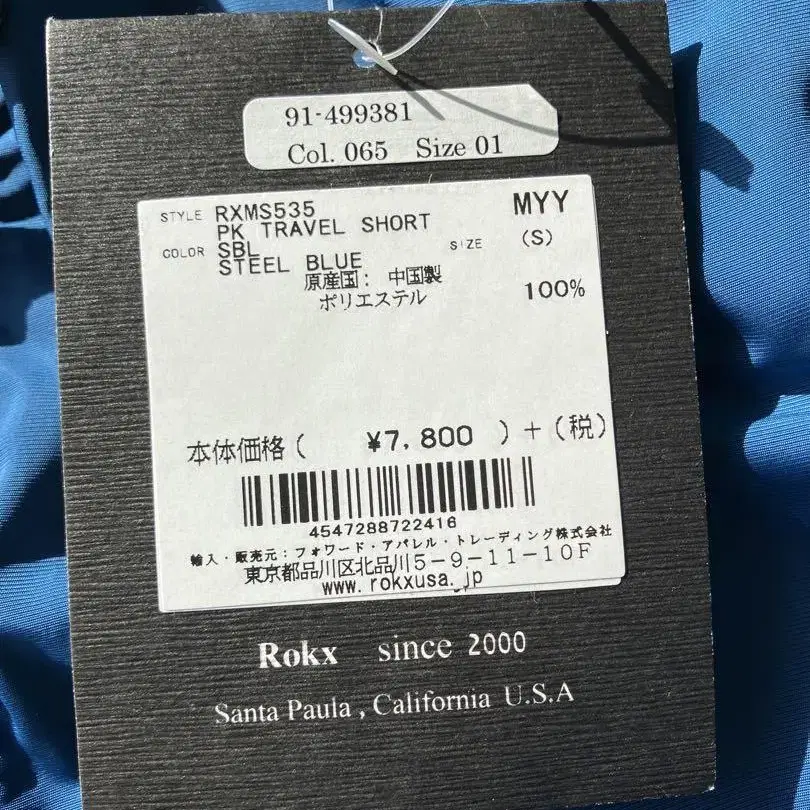 91-499381
Col. 065 Size 01
STYLE RXMS535 MYY
PK TRAVEL SHORT
COLOR SBL SIZE (S)
STEEL BLUE
原産国: 中国製
ポリエステル 100%
本体価格( ¥7,800 )+(税)
4547288722416
輸入・販売元:フォワード・アパレル・トレーディング株式会社
東京都品川区北品川5-9-11-10F
www.rokxusa.jp
Rokx since 2000
Santa Paula , California U.S.A